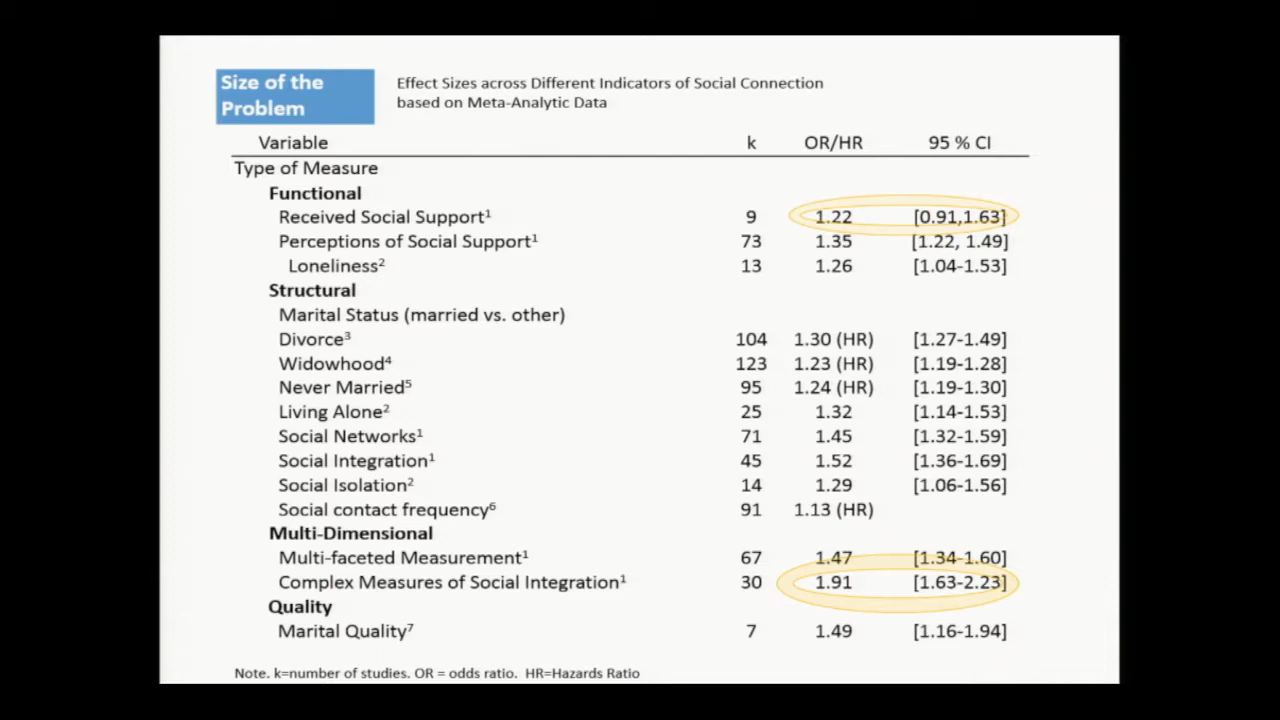 Size of the
Problem
Effect Sizes across Different Indicators of Social Connection
based on Meta-Analytic Data
Variable k OR/HR 95 % CI
Type of Measure
Functional
Received Social Support¹ 9 1.22 [0.91,1.63]
Perceptions of Social Support¹ 73 1.35 [1.22, 1.49]
Loneliness² 13 1.26 [1.04-1.53]
Structural
Marital Status (married vs. other)
Divorce³ 104 1.30 (HR) [1.27-1.49]
Widowhood⁴ 123 1.23 (HR) [1.19-1.28]
Never Married⁵ 95 1.24 (HR) [1.19-1.30]
Living Alone² 25 1.32 [1.14-1.53]
Social Networks¹ 71 1.45 [1.32-1.59]
Social Integration¹ 45 1.52 [1.36-1.69]
Social Isolation² 14 1.29 [1.06-1.56]
Social contact frequency⁶ 91 1.13 (HR)
Multi-Dimensional
Multi-faceted Measurement¹ 67 1.47 [1.34-1.60]
Complex Measures of Social Integration¹ 30 1.91 [1.63-2.23]
Quality
Marital Quality⁷ 7 1.49 [1.16-1.94]
Note. k=number of studies. OR = odds ratio. HR=Hazards Ratio